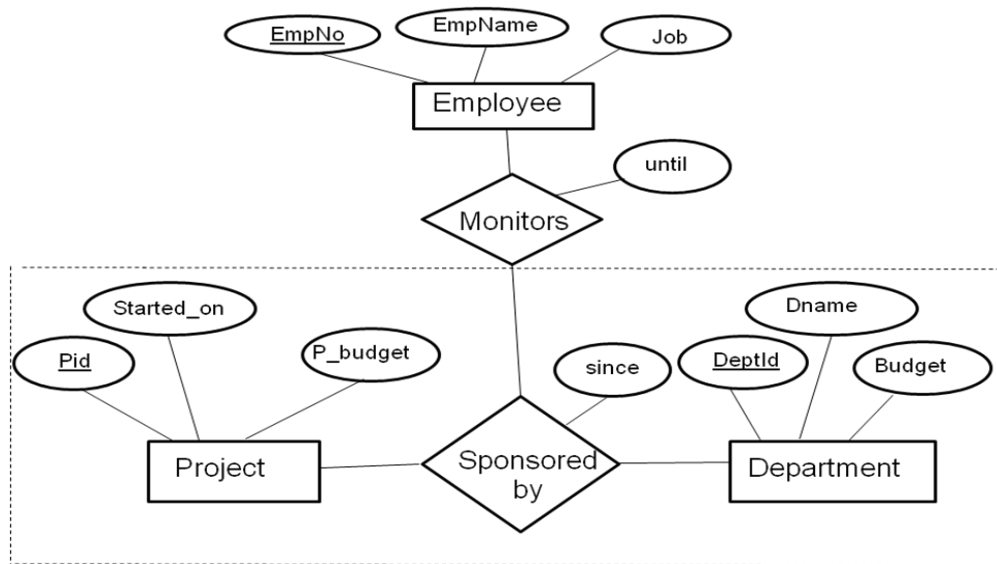 EmpNo
EmpName
Job
Employee
until
Monitors
Started_on
Dname
Pid
P_budget
since
DeptId
Budget
Project
Sponsored
by
Department